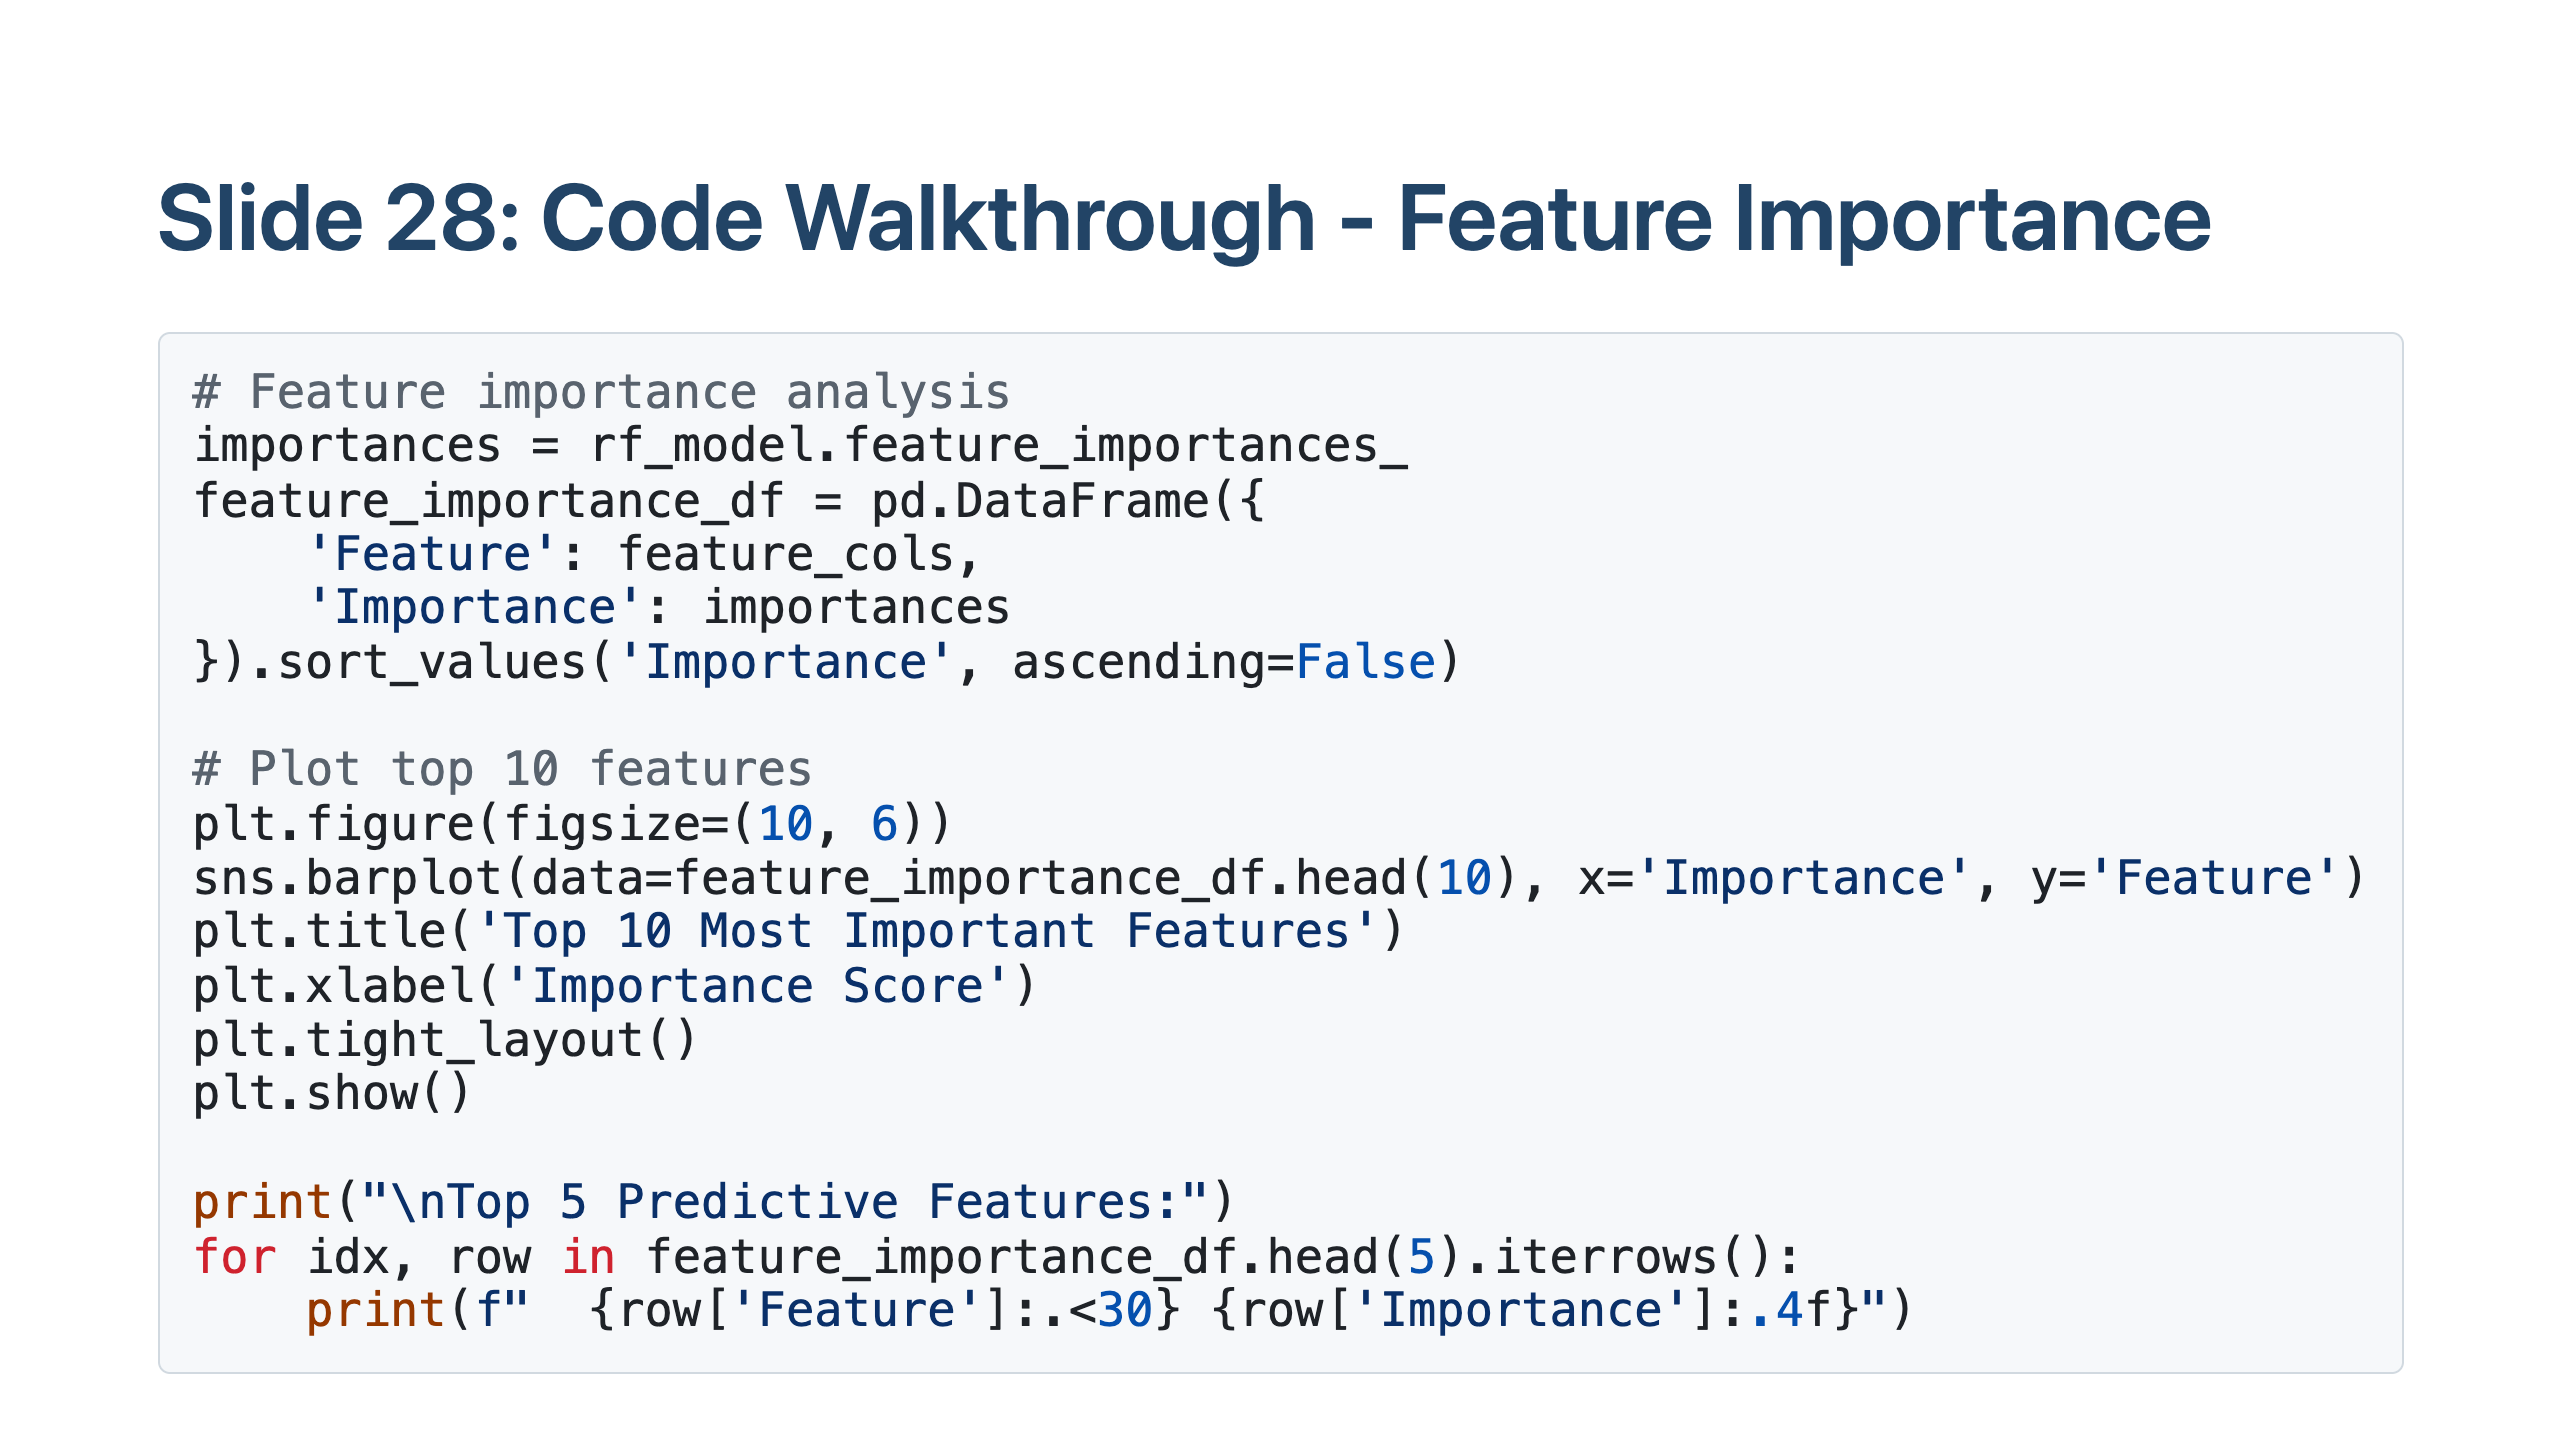 Slide 28: Code Walkthrough - Feature Importance
# Feature importance analysis
importances = rf_model.feature_importances_
feature_importance_df = pd.DataFrame({
    'Feature': feature_cols,
    'Importance': importances
}).sort_values('Importance', ascending=False)

# Plot top 10 features
plt.figure(figsize=(10, 6))
sns.barplot(data=feature_importance_df.head(10), x='Importance', y='Feature')
plt.title('Top 10 Most Important Features')
plt.xlabel('Importance Score')
plt.tight_layout()
plt.show()

print("\nTop 5 Predictive Features:")
for idx, row in feature_importance_df.head(5).iterrows():
    print(f"  {row['Feature']:.<30} {row['Importance']:.4f}")